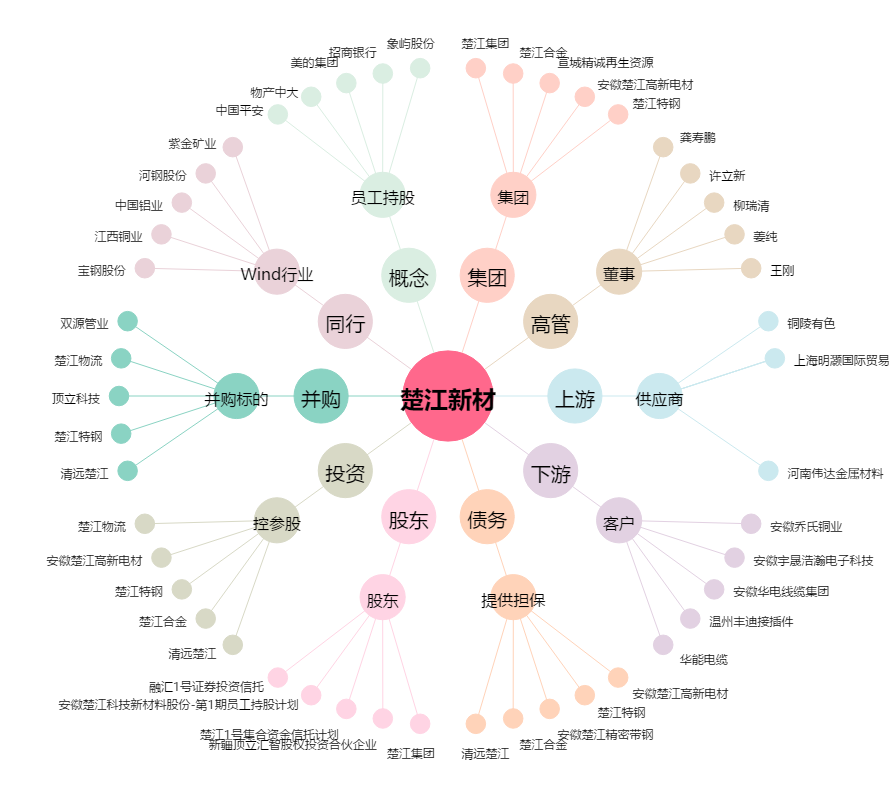 象屿股份
招商银行
美的集团
物产中大
中国平安
员工持股
概念
楚江集团
楚江合金
宣城精诚再生资源
安徽楚江高新电材
楚江特钢
集团
集团
紫金矿业
河钢股份
中国铝业
江西铜业
宝钢股份
Wind行业
同行
龚寿鹏
许立新
柳瑞清
姜纯
王刚
董事
高管
双源管业
楚江物流
顶立科技
楚江特钢
清远楚江
并购标的
并购
楚江新材
上游
供应商
铜陵有色
上海明灏国际贸易
河南伟达金属材料
投资
控参股
楚江物流
安徽楚江高新电材
楚江特钢
楚江合金
清远楚江
下游
客户
安徽乔氏铜业
安徽宇晟浩瀚电子科技
安徽华电线缆集团
温州丰迪接插件
华能电缆
股东
股东
融汇1号证券投资信托
安徽楚江科技新材料股份-第1期员工持股计划
楚江1号集合资金信托计划
新疆顶立汇智股权投资合伙企业
楚江集团
债务
提供担保
安徽楚江高新电材
楚江特钢
安徽楚江精密带钢
楚江合金
清远楚江